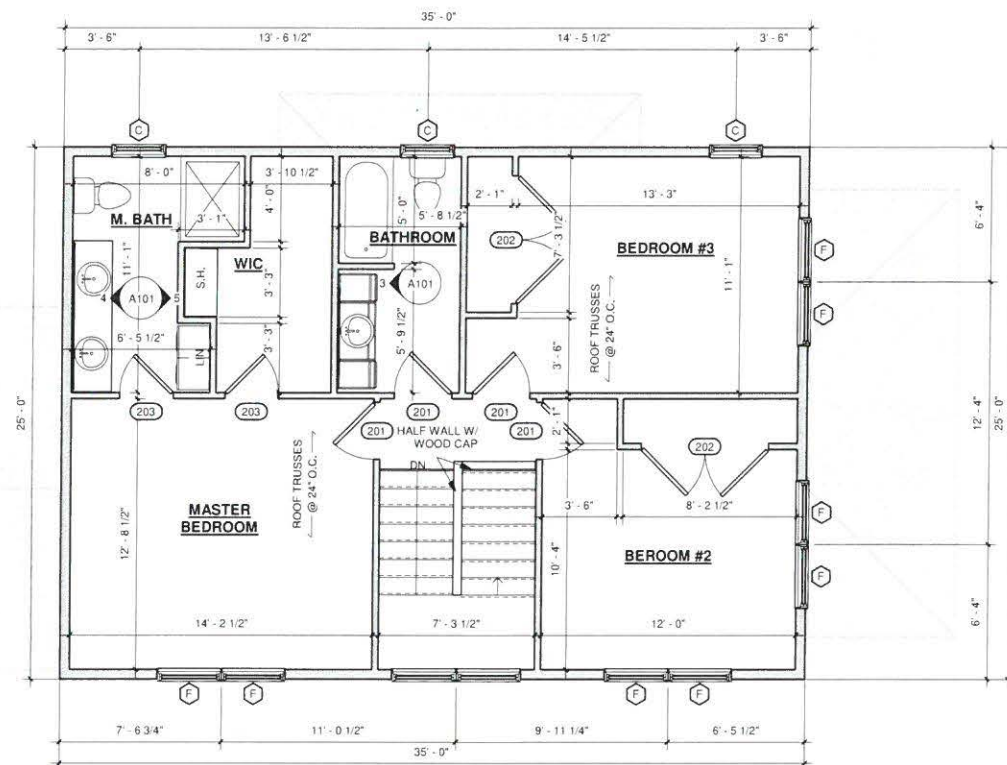 35' - 0"
3' - 6"
13' - 6 1/2"
14' - 5 1/2"
3' - 6"
C
C
C
8' - 0"
3' - 10 1/2"
4' - 0"
M. BATH
3' - 1"
5' - 0"
5' - 8 1/2"
BATHROOM
2' - 1"
13' - 3"
7' - 3 1/2"
202
BEDROOM #3
6' - 4"
F
F
11' - 1"
WIC
S.H.
3' - 3"
4
A101
5
3
A101
11' - 1"
ROOF TRUSSES
@ 24" O.C.
6' - 5 1/2"
LIN
3' - 3"
5' - 9 1/2"
3' - 6"
203
203
201
201
201
201
HALF WALL W/
WOOD CAP
DN
2' - 1"
202
25' - 0"
12' - 4"
25' - 0"
ROOF TRUSSES
@ 24" O.C.
MASTER
BEDROOM
12' - 8 1/2"
3' - 6"
8' - 2 1/2"
F
F
10' - 4"
BEROOM #2
6' - 4"
14' - 2 1/2"
7' - 3 1/2"
12' - 0"
F
F
F
F
7' - 6 3/4"
11' - 0 1/2"
9' - 11 1/4"
6' - 5 1/2"
35' - 0"